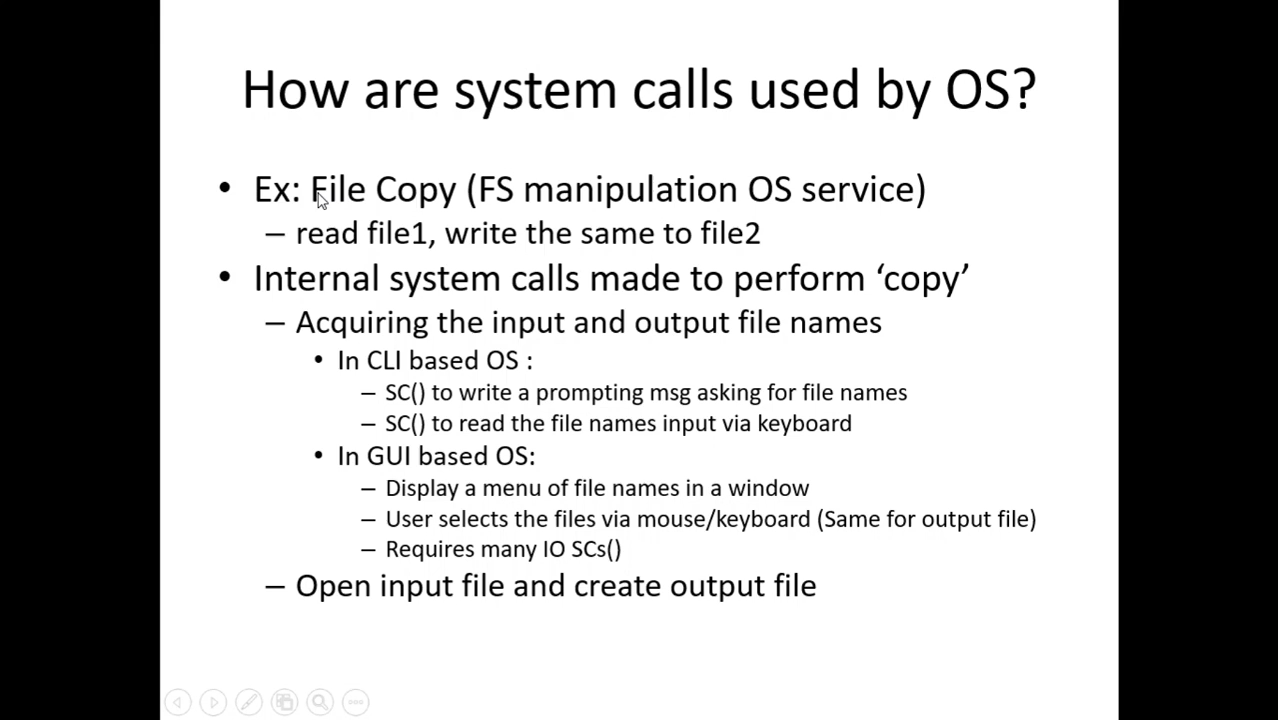 How are system calls used by OS?
• Ex: File Copy (FS manipulation OS service)
– read file1, write the same to file2
• Internal system calls made to perform ‘copy’
– Acquiring the input and output file names
• In CLI based OS :
– SC() to write a prompting msg asking for file names
– SC() to read the file names input via keyboard
• In GUI based OS:
– Display a menu of file names in a window
– User selects the files via mouse/keyboard (Same for output file)
– Requires many IO SCs()
– Open input file and create output file